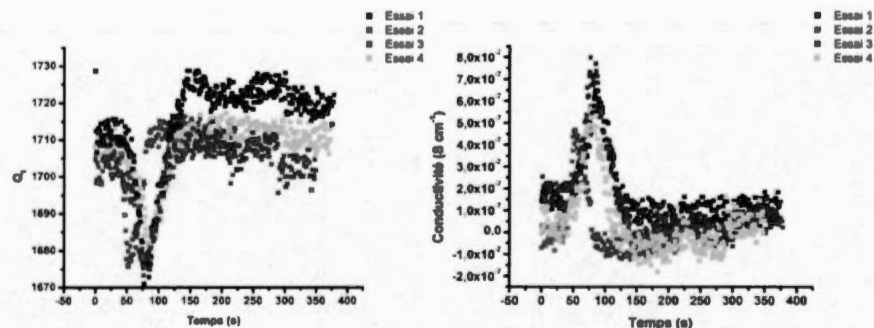 Essai 1
Essai 2
Essai 3
Essai 4
1730
1720
1710
1700
1690
1680
1670
-50
0
50
100
150
200
250
300
350
400
Temps (s)
Essai 1
Essai 2
Essai 3
Essai 4
8,0x10⁻⁷
7,0x10⁻⁷
6,0x10⁻⁷
5,0x10⁻⁷
4,0x10⁻⁷
3,0x10⁻⁷
2,0x10⁻⁷
1,0x10⁻⁷
0,0
-1,0x10⁻⁷
-2,0x10⁻⁷
Conductivité (S cm⁻¹)
-50
0
50
100
150
200
250
300
350
400
Temps (s)